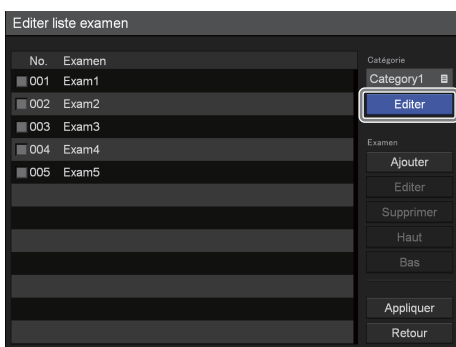 Editer liste examen
No. Examen
001 Exam1
002 Exam2
003 Exam3
004 Exam4
005 Exam5
Catégorie
Category1
Editer
Examen
Ajouter
Editer
Supprimer
Haut
Bas
Appliquer
Retour